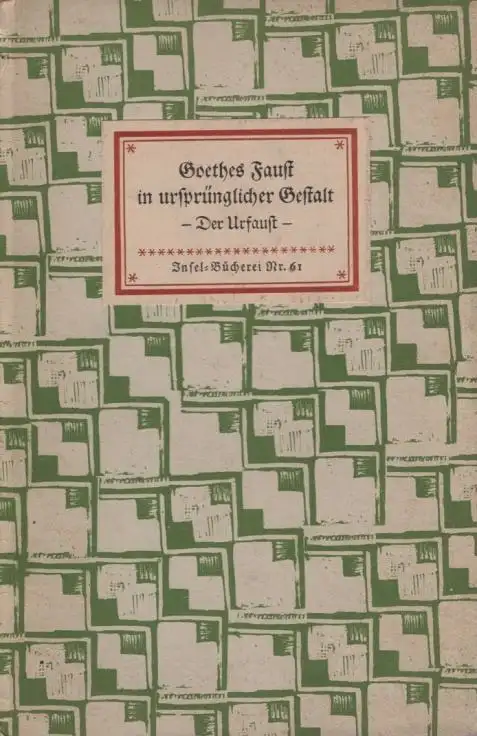 Goethes Faust
in ursprünglicher Gestalt
– Der Urfaust –
Insel-Bücherei Nr. 61